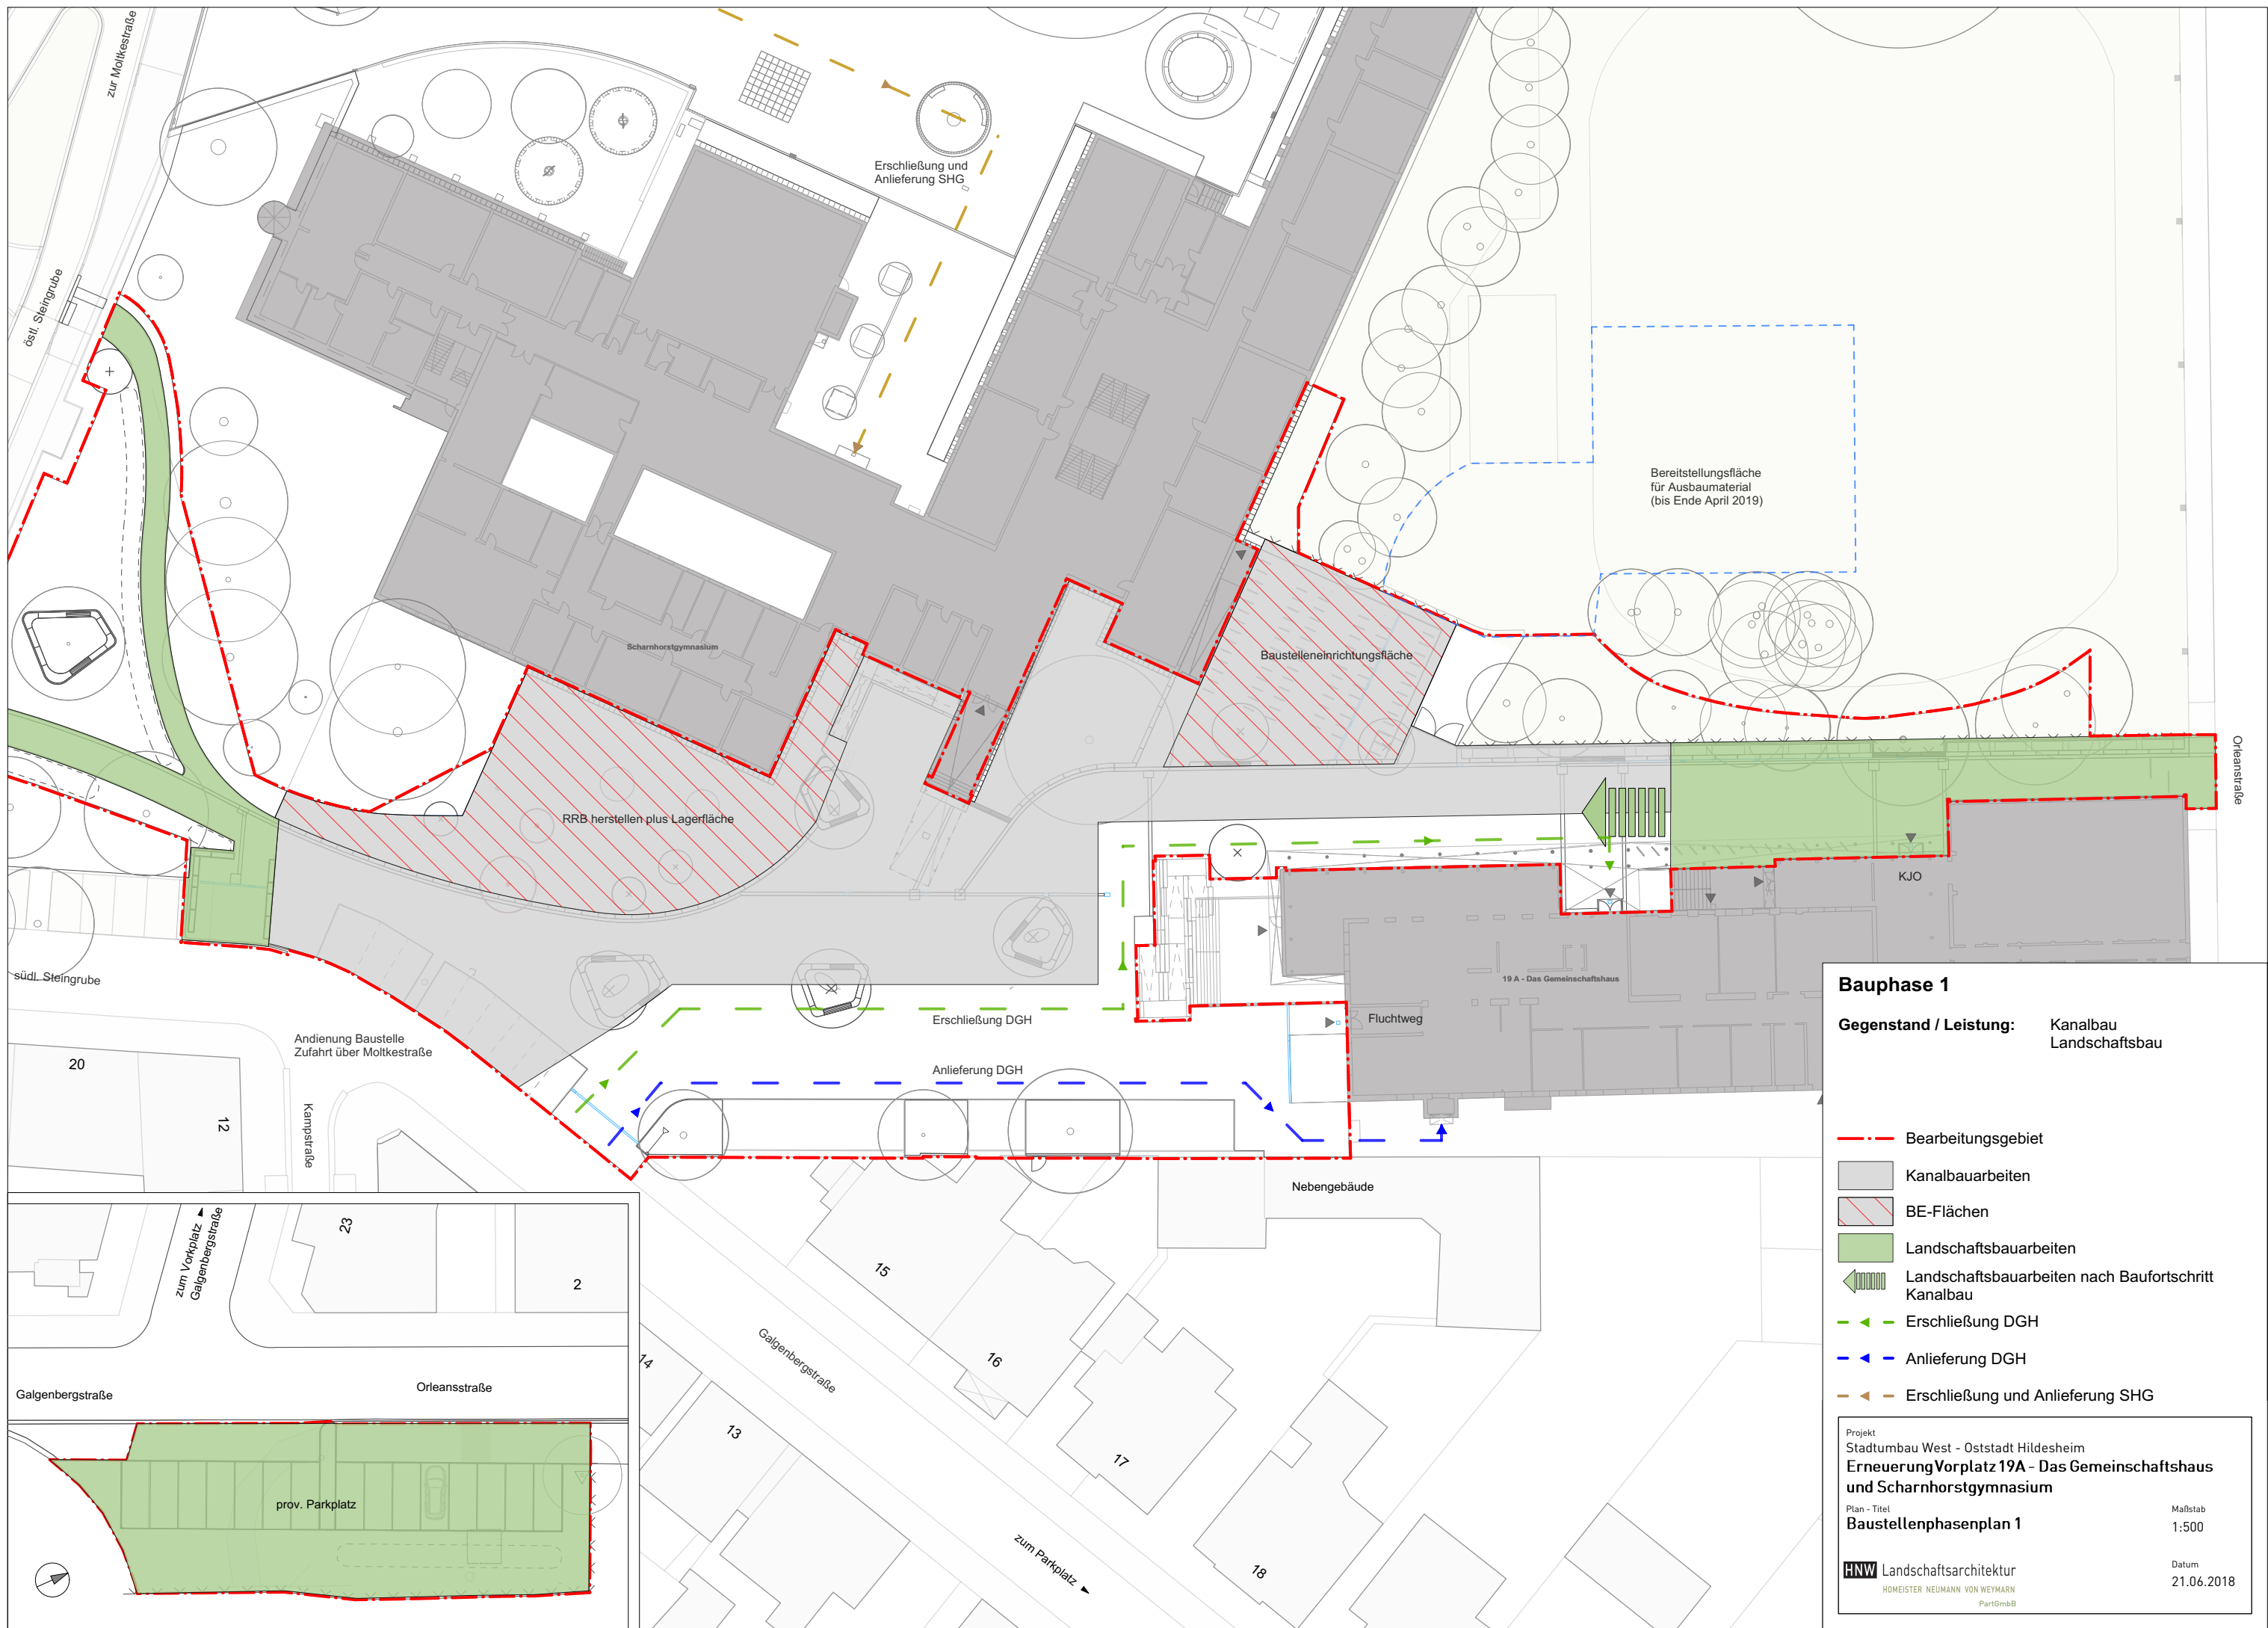 zur Moltkestraße
östl. Steingrube
Erschließung und
Anlieferung SHG
Scharnhorstgymnasium
Bereitstellungsfläche
für Ausbaumaterial
(bis Ende April 2019)
Baustelleneinrichtungsfläche
RRB herstellen plus Lagerfläche
Orleanstraße
KJO
19 A - Das Gemeinschaftshaus
Fluchtweg
südl. Steingrube
Andienung Baustelle
Zufahrt über Moltkestraße
Erschließung DGH
Anlieferung DGH
20
12
Kampstraße
Nebengebäude
15
16
17
18
14
13
Galgenbergstraße
zum Parkplatz
zum Vorkplatz
Galgenbergstraße
23
2
Galgenbergstraße
Orleansstraße
prov. Parkplatz
Bauphase 1
Gegenstand / Leistung: Kanalbau
Landschaftsbau
Bearbeitungsgebiet
Kanalbauarbeiten
BE-Flächen
Landschaftsbauarbeiten
Landschaftsbauarbeiten nach Baufortschritt
Kanalbau
Erschließung DGH
Anlieferung DGH
Erschließung und Anlieferung SHG
Projekt
Stadtumbau West - Oststadt Hildesheim
Erneuerung Vorplatz 19A - Das Gemeinschaftshaus
und Scharnhorstgymnasium
Plan - Titel
Baustellenphasenplan 1
Maßstab
1:500
HNW Landschaftsarchitektur
HOMEISTER NEUMANN VON WEYMARN
PartGmbB
Datum
21.06.2018